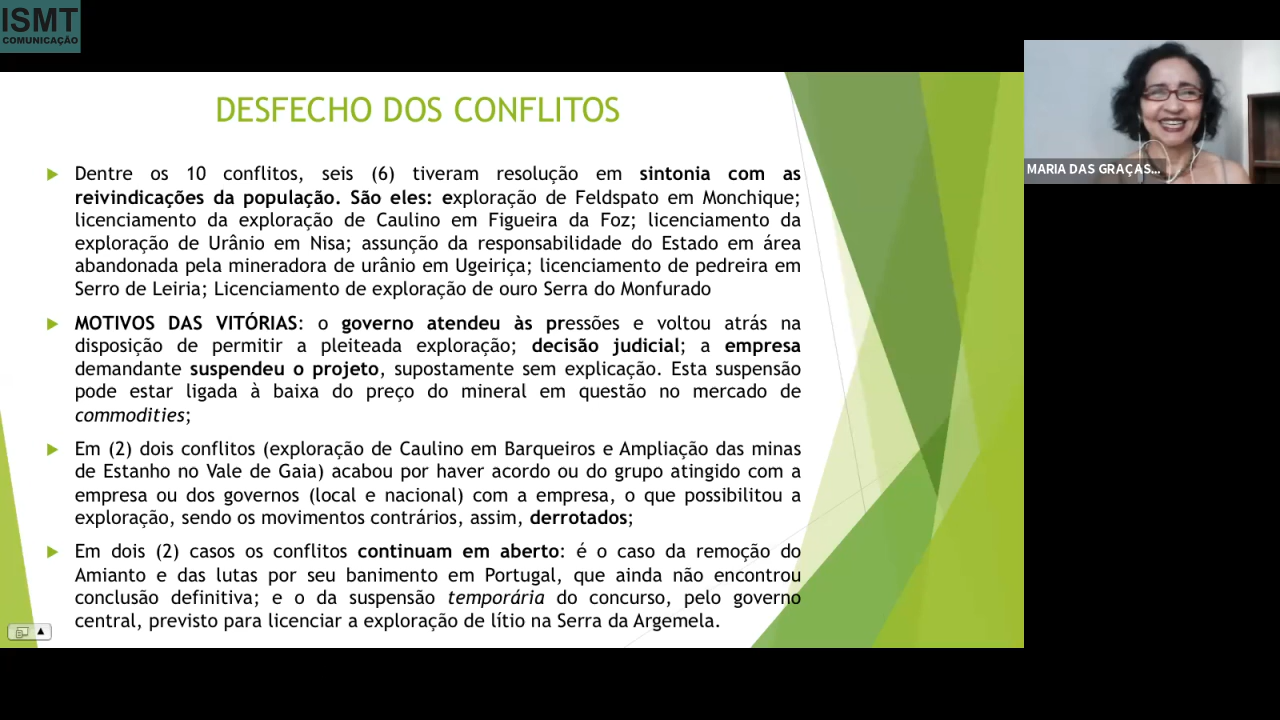 ISMT
COMUNICAÇÃO
DESFECHO DOS CONFLITOS
Dentre os 10 conflitos, seis (6) tiveram resolução em sintonia com as
reivindicações da população. São eles: exploração de Feldspato em Monchique;
licenciamento da exploração de Caulino em Figueira da Foz; licenciamento da
exploração de Urânio em Nisa; assunção da responsabilidade do Estado em área
abandonada pela mineradora de urânio em Ugeiriça; licenciamento de pedreira em
Serro de Leiria; Licenciamento de exploração de ouro Serra do Monfurado
MOTIVOS DAS VITÓRIAS: o governo atendeu às pressões e voltou atrás na
disposição de permitir a pleiteada exploração; decisão judicial; a empresa
demandante suspendeu o projeto, supostamente sem explicação. Esta suspensão
pode estar ligada à baixa do preço do mineral em questão no mercado de
commodities;
Em (2) dois conflitos (exploração de Caulino em Barqueiros e Ampliação das minas
de Estanho no Vale de Gaia) acabou por haver acordo ou do grupo atingido com a
empresa ou dos governos (local e nacional) com a empresa, o que possibilitou a
exploração, sendo os movimentos contrários, assim, derrotados;
Em dois (2) casos os conflitos continuam em aberto: é o caso da remoção do
Amianto e das lutas por seu banimento em Portugal, que ainda não encontrou
conclusão definitiva; e o da suspensão temporária do concurso, pelo governo
central, previsto para licenciar a exploração de lítio na Serra da Argemela.
MARIA DAS GRAÇAS...